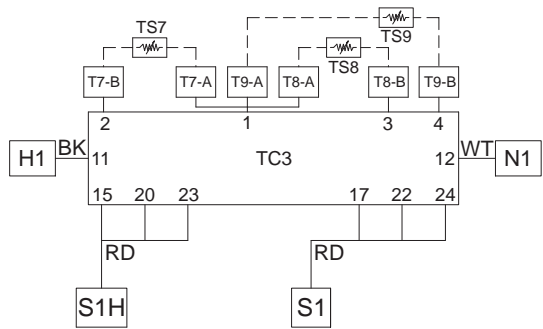 TS7
TS9
TS8
T7-B
T7-A
T9-A
T8-A
T8-B
T9-B
2
1
3
4
H1
BK
11
TC3
12
WT
N1
15
20
23
17
22
24
RD
RD
S1H
S1